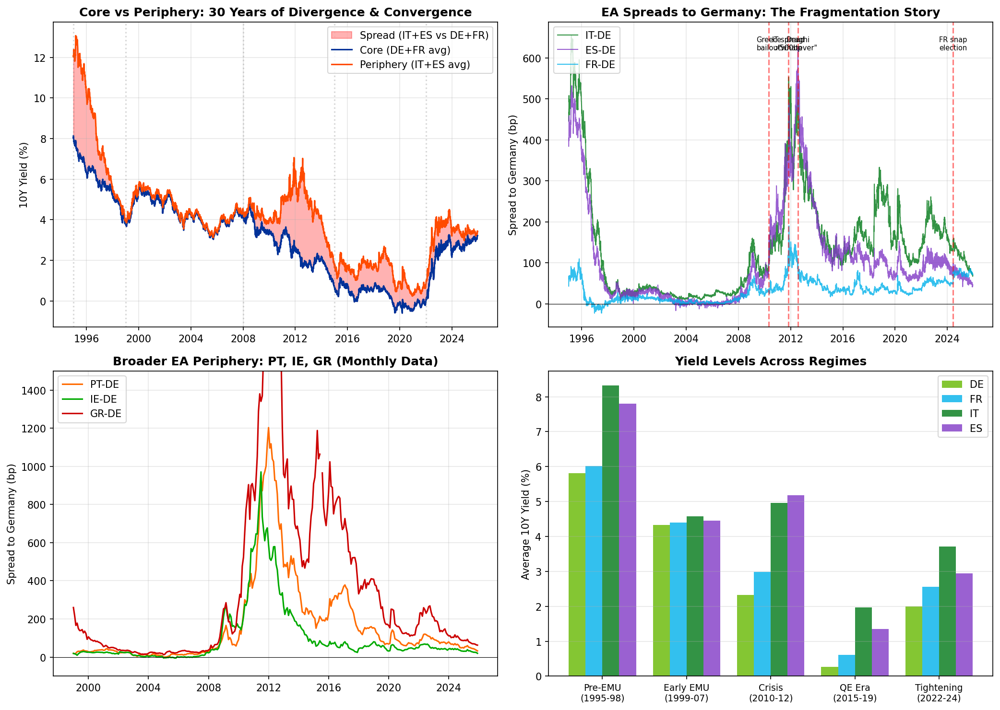 Core vs Periphery: 30 Years of Divergence & Convergence
Spread (IT+ES vs DE+FR)
Core (DE+FR avg)
Periphery (IT+ES avg)
10Y Yield (%)
12
10
8
6
4
2
0
1996 2000 2004 2008 2012 2016 2020 2024
EA Spreads to Germany: The Fragmentation Story
IT-DE
ES-DE
FR-DE
Greece
bailout
IT spread
>500bp
Draghi
"whatever"
FR snap
election
Spread to Germany (bp)
600
500
400
300
200
100
0
1996 2000 2004 2008 2012 2016 2020 2024
Broader EA Periphery: PT, IE, GR (Monthly Data)
PT-DE
IE-DE
GR-DE
Spread to Germany (bp)
1400
1200
1000
800
600
400
200
0
2000 2004 2008 2012 2016 2020 2024
Yield Levels Across Regimes
DE
FR
IT
ES
Average 10Y Yield (%)
8
7
6
5
4
3
2
1
0
Pre-EMU
(1995-98)
Early EMU
(1999-07)
Crisis
(2010-12)
QE Era
(2015-19)
Tightening
(2022-24)